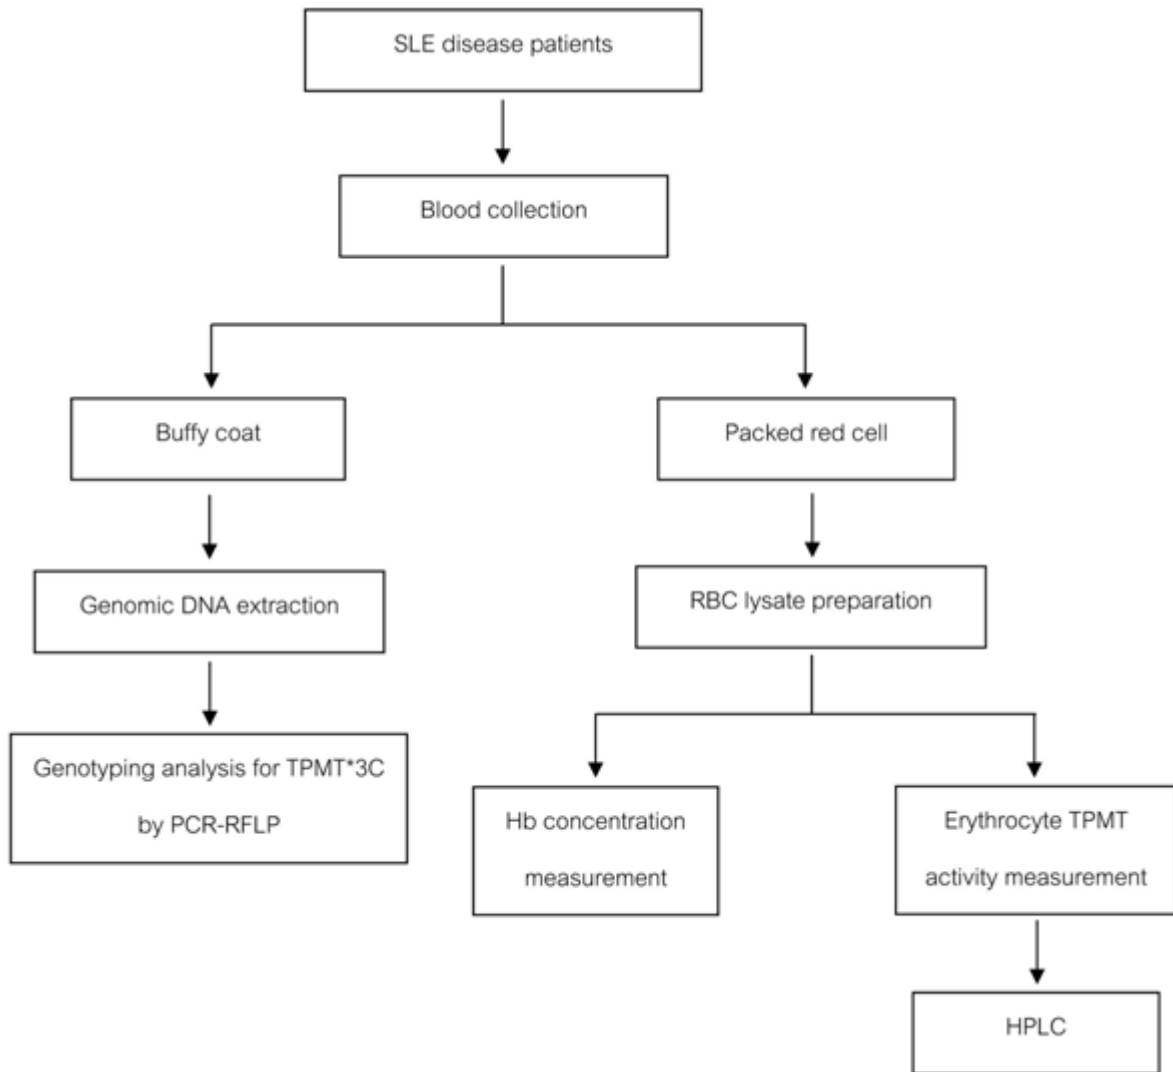 SLE disease patients
Blood collection
Buffy coat
Packed red cell
Genomic DNA extraction
RBC lysate preparation
Genotyping analysis for TPMT*3C
by PCR-RFLP
Hb concentration
measurement
Erythrocyte TPMT
activity measurement
HPLC